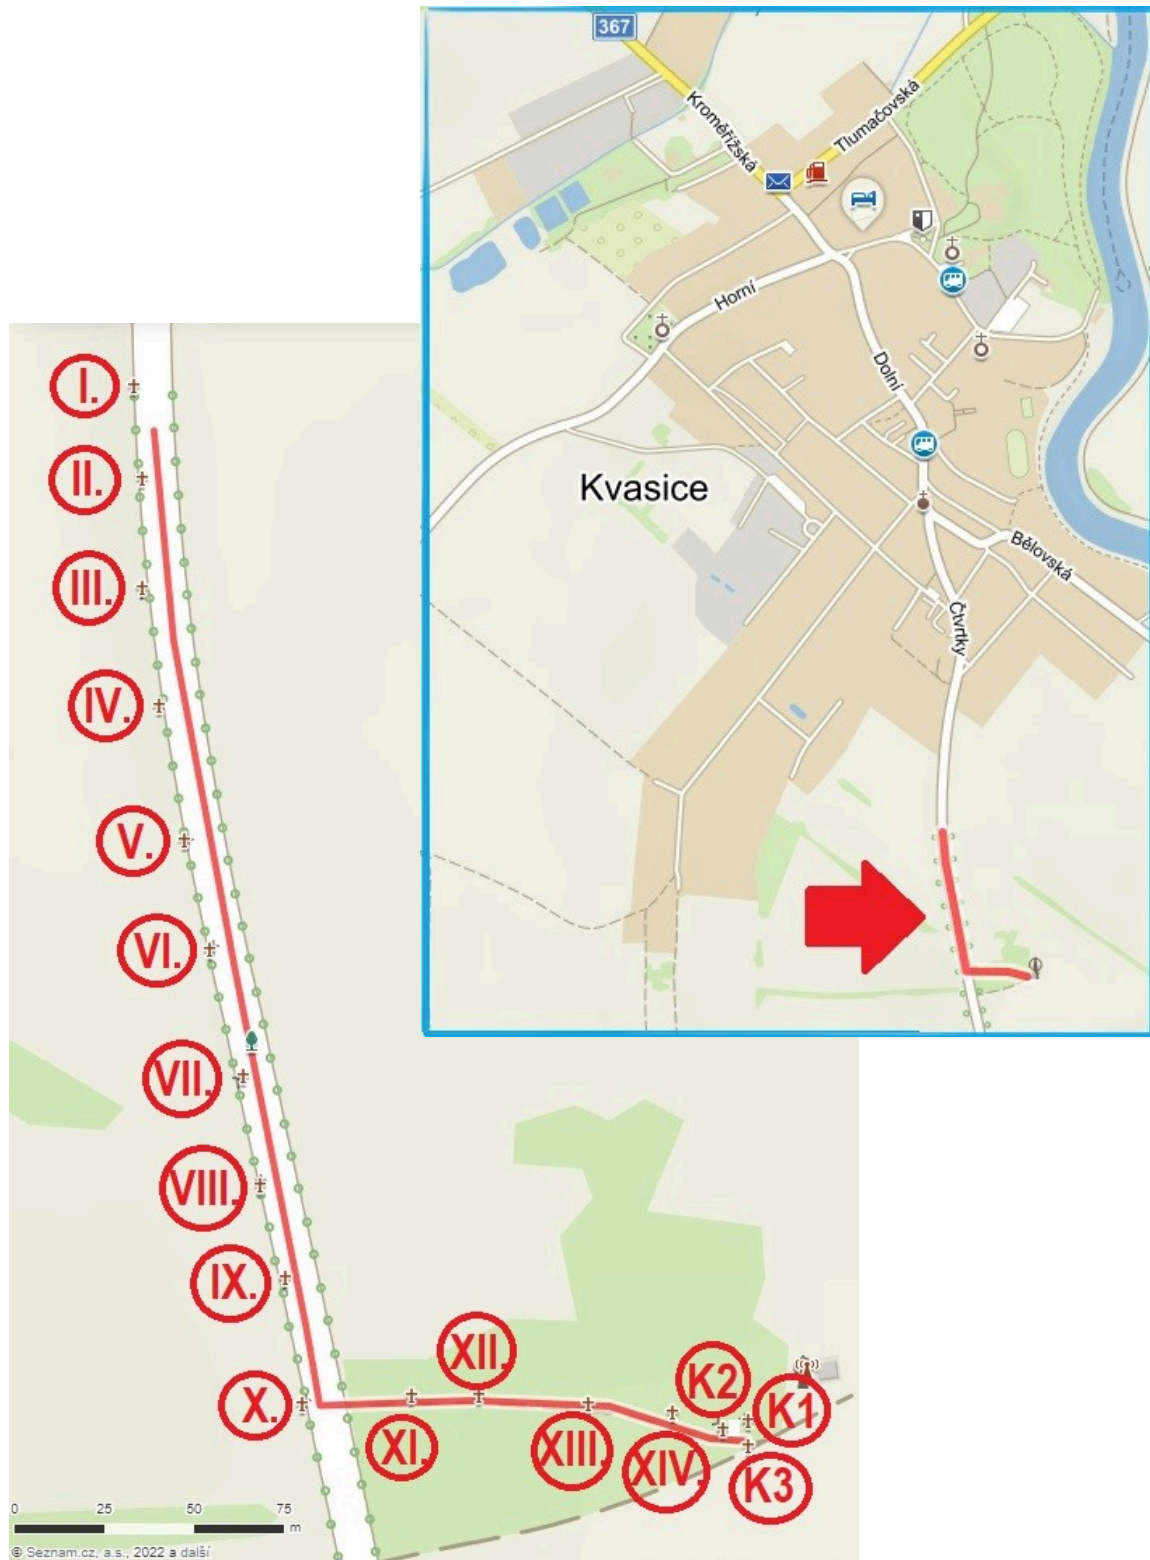 367
Kroměřížská
Tlumačovská
Horní
Dolní
Kvasice
Bělovská
Čtvrtky
I.
II.
III.
IV.
V.
VI.
VII.
VIII.
IX.
X.
XI.
XII.
XIII.
XIV.
K2
K1
K3
0 25 50 75
m
© Seznam.cz, a.s., 2022 a další